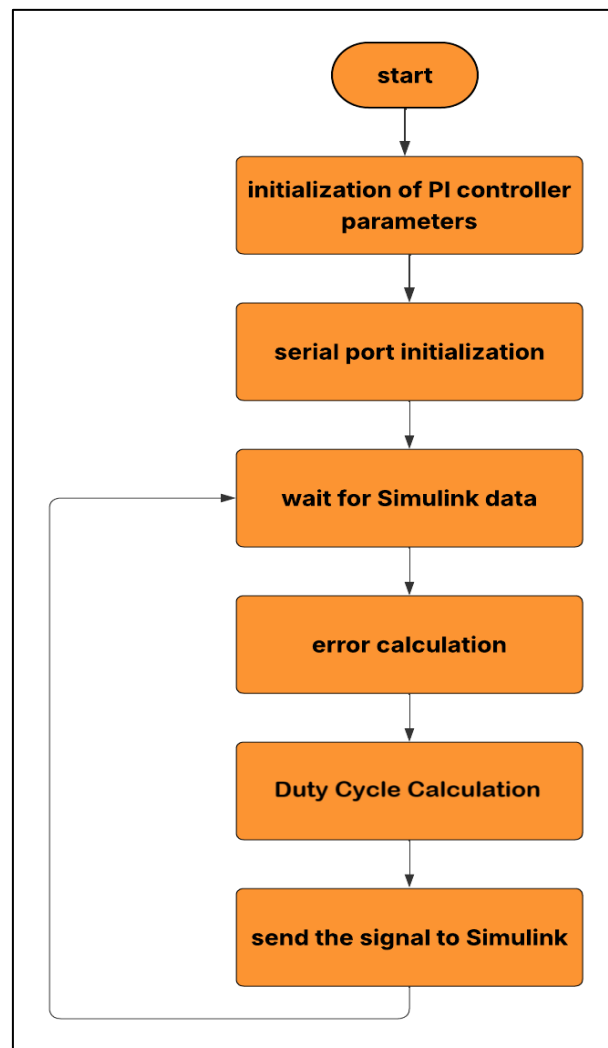 start
initialization of PI controller
parameters
serial port initialization
wait for Simulink data
error calculation
Duty Cycle Calculation
send the signal to Simulink